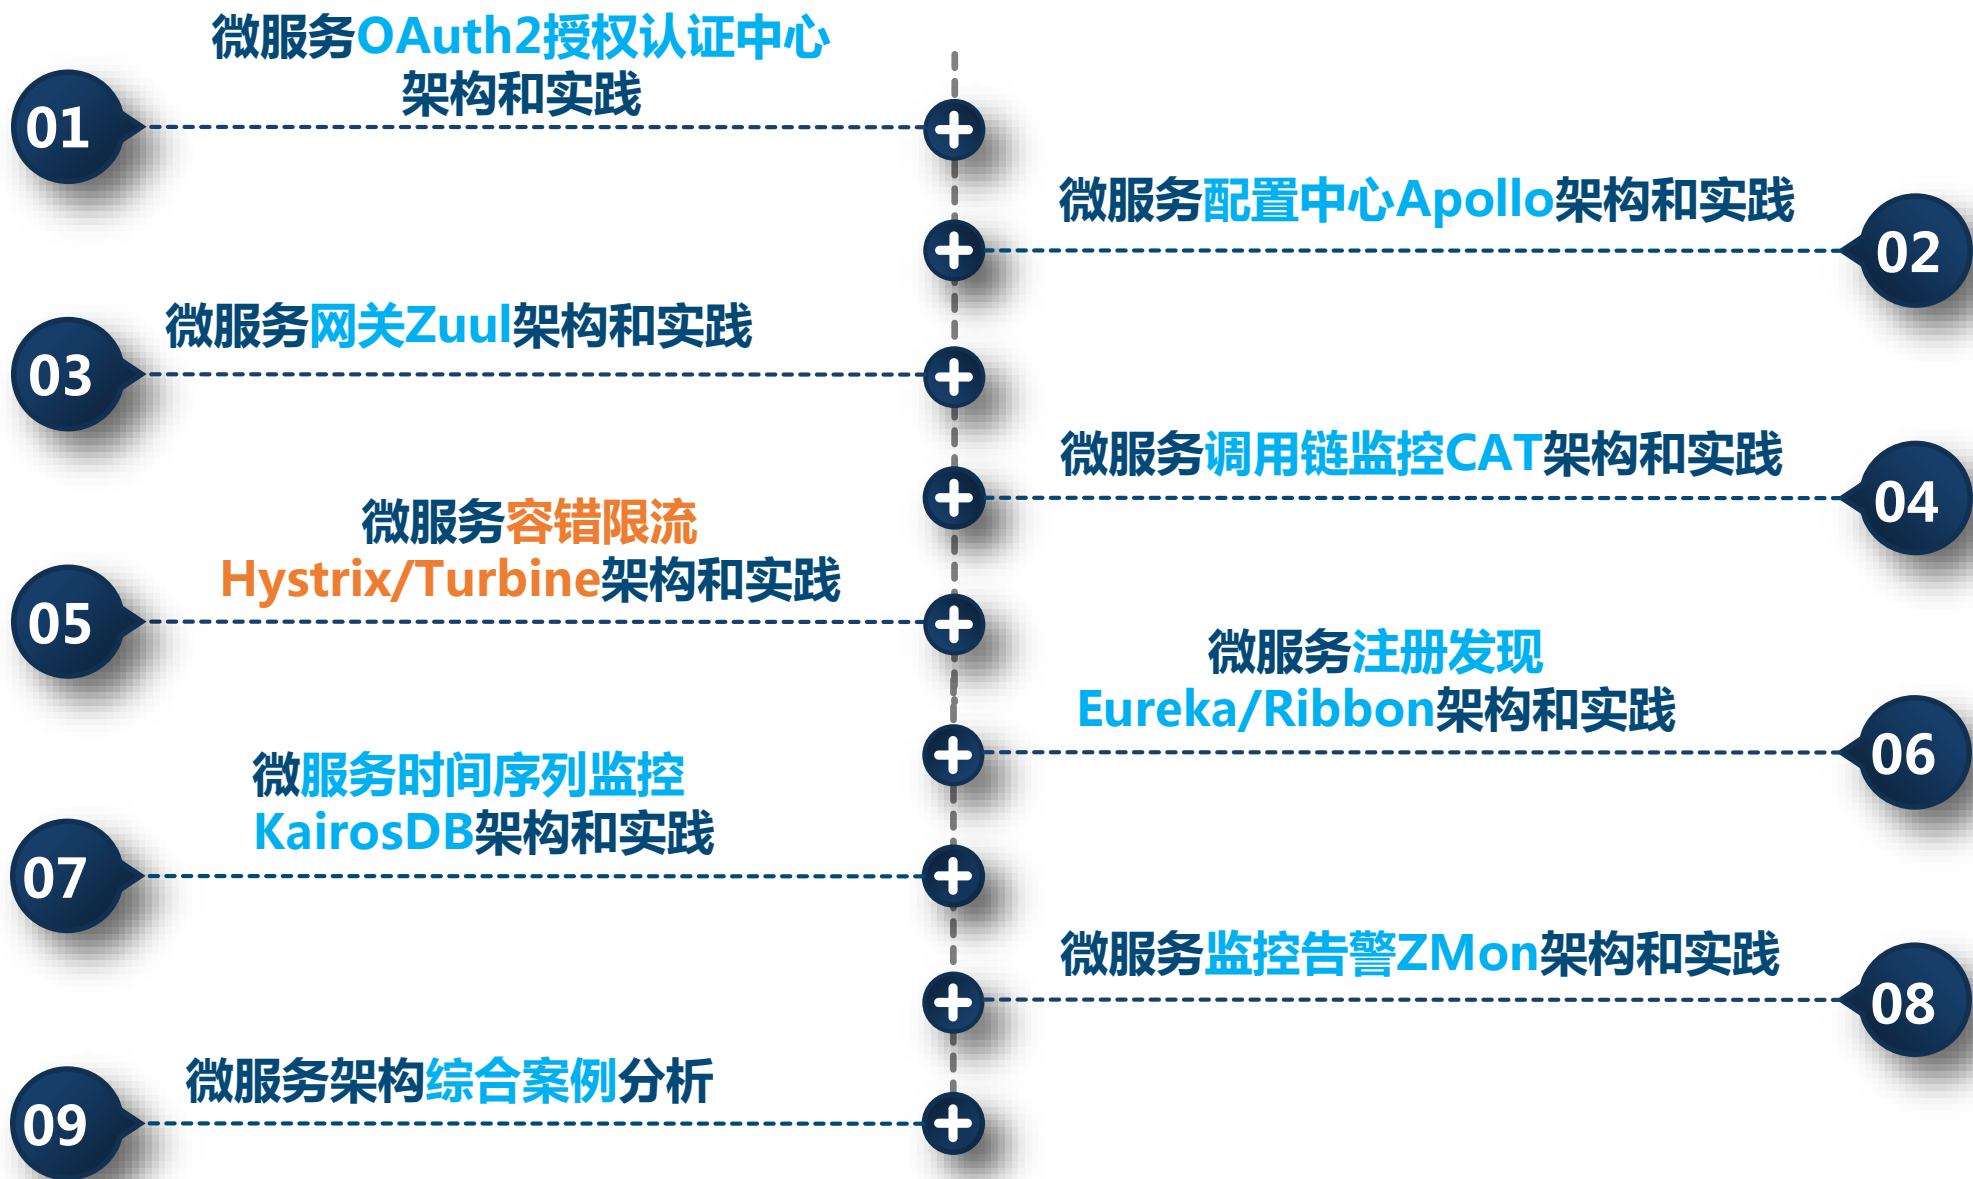 微服务OAuth2授权认证中心
架构和实践
01
微服务配置中心Apollo架构和实践
02
微服务网关Zuul架构和实践
03
微服务调用链监控CAT架构和实践
04
微服务容错限流
Hystrix/Turbine架构和实践
05
微服务注册发现
Eureka/Ribbon架构和实践
06
微服务时间序列监控
KairosDB架构和实践
07
微服务监控告警ZMon架构和实践
08
微服务架构综合案例分析
09